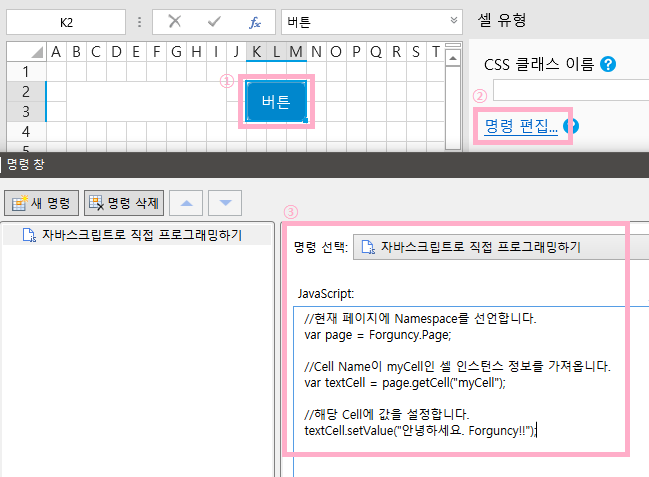 K2
버튼
셀 유형
A B C D E F G H I J K L M N O P Q R S T
CSS 클래스 이름 ?
1
①
2
버튼
②
3
명령 편집... ?
4
5
명령 창
새 명령 명령 삭제
③
자바스크립트로 직접 프로그래밍하기
명령 선택: 자바스크립트로 직접 프로그래밍하기
JavaScript:
//현재 페이지에 Namespace를 선언합니다.
var page = Forguncy.Page;
//Cell Name이 myCell인 셀 인스턴스 정보를 가져옵니다.
var textCell = page.getCell("myCell");
//해당 Cell에 값을 설정합니다.
textCell.setValue("안녕하세요. Forguncy!!");